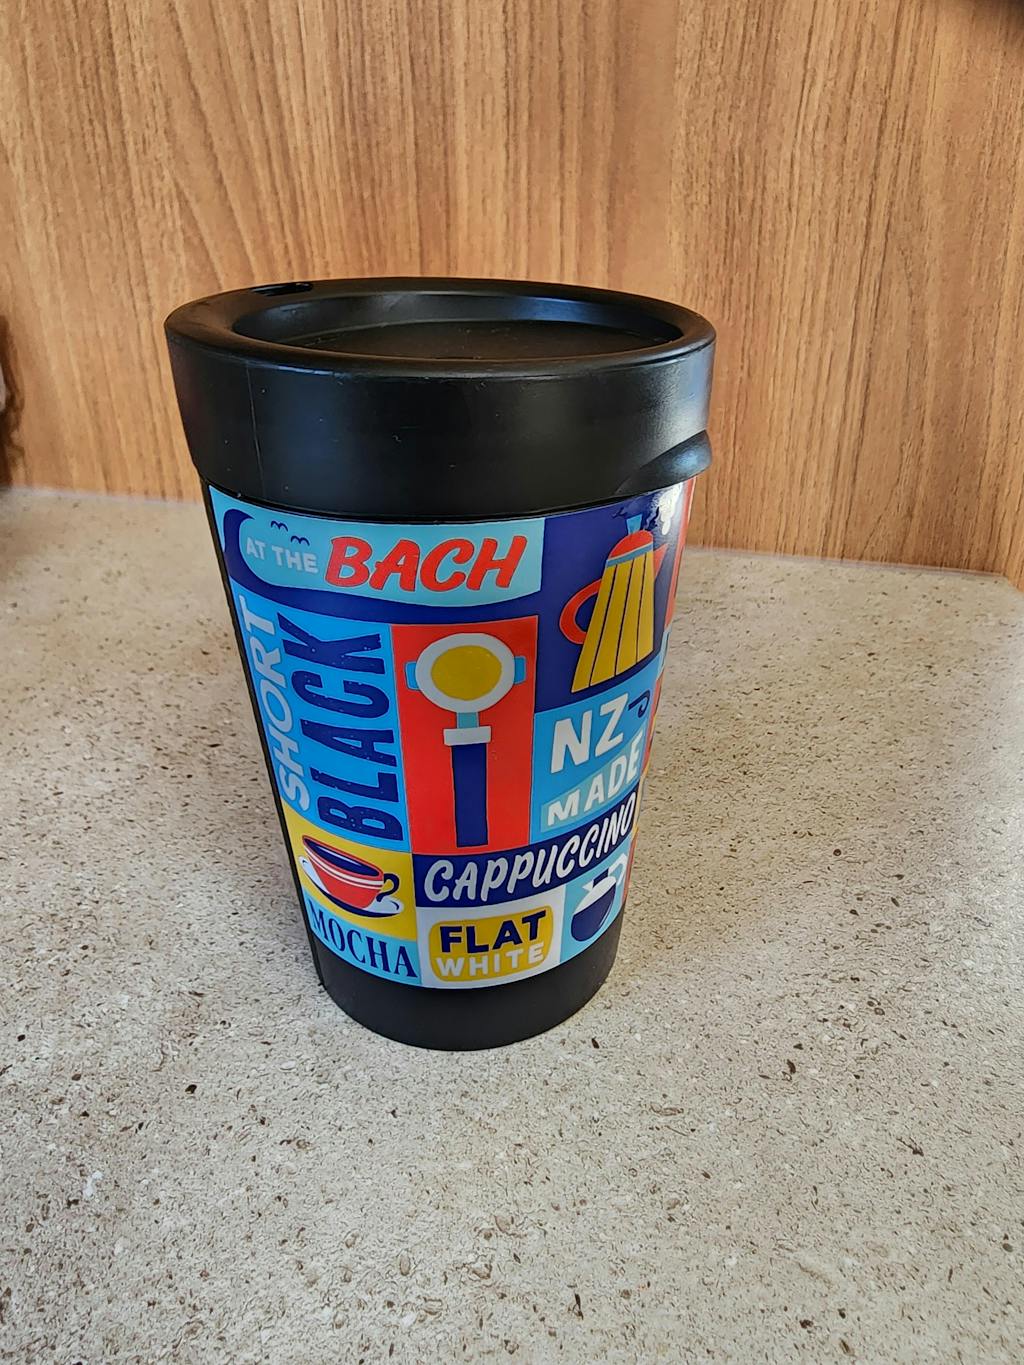 AT THE BACH
SHORT
BLACK
NZ
MADE
CAPPUCCINO
MOCHA
FLAT
WHITE